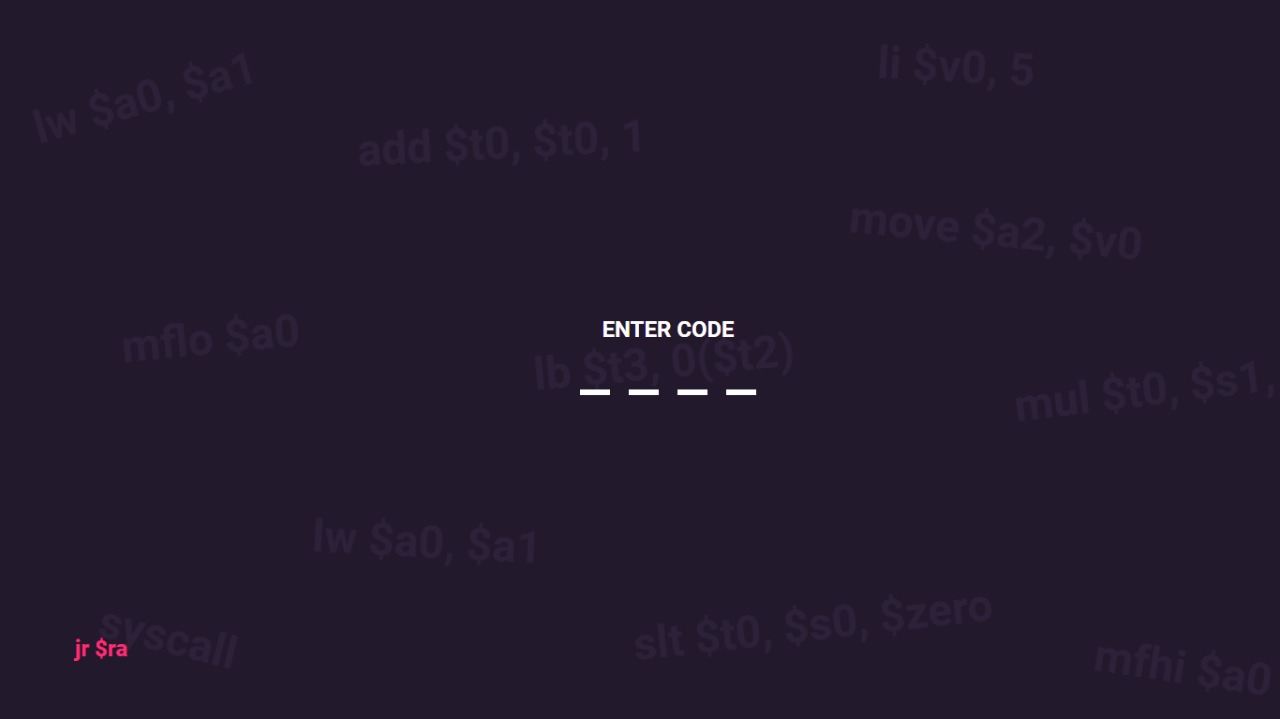 lw $a0, $a1
li $v0, 5
add $t0, $t0, 1
move $a2, $v0
mflo $a0
ENTER CODE
lb $t3, 0($t2)
mul $t0, $s1,
lw $a0, $a1
slt $t0, $s0, $zero
syscall
jr $ra
mfhi $a0